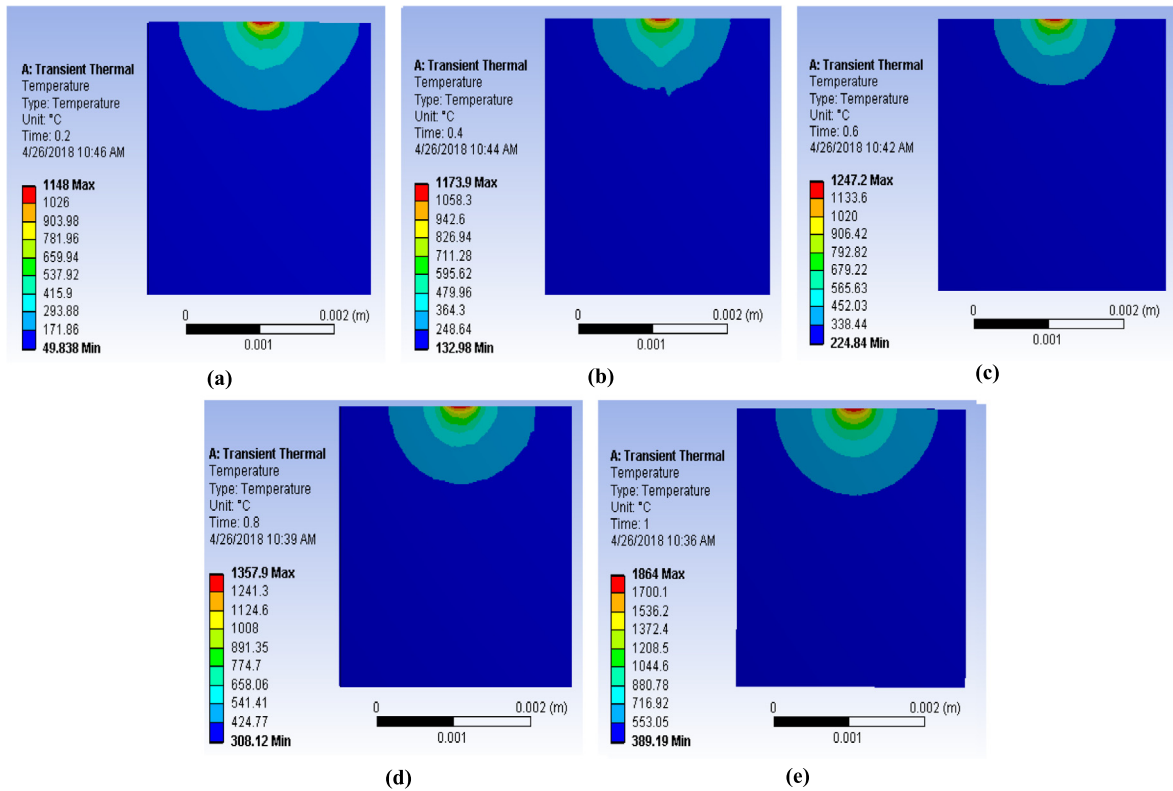 A: Transient Thermal
Temperature
Type: Temperature
Unit: °C
Time: 0.2
4/26/2018 10:46 AM
1148 Max
1026
903.98
781.96
659.94
537.92
415.9
293.88
171.86
49.838 Min
0
0.002 (m)
0.001
(a)
A: Transient Thermal
Temperature
Type: Temperature
Unit: °C
Time: 0.4
4/26/2018 10:44 AM
1173.9 Max
1058.3
942.6
826.94
711.28
595.62
479.96
364.3
248.64
132.98 Min
0
0.002 (m)
0.001
(b)
A: Transient Thermal
Temperature
Type: Temperature
Unit: °C
Time: 0.6
4/26/2018 10:42 AM
1247.2 Max
1133.6
1020
906.42
792.82
679.22
565.63
452.03
338.44
224.84 Min
0
0.002 (m)
0.001
(c)
A: Transient Thermal
Temperature
Type: Temperature
Unit: °C
Time: 0.8
4/26/2018 10:39 AM
1357.9 Max
1241.3
1124.6
1008
891.35
774.7
658.06
541.41
424.77
308.12 Min
0
0.002 (m)
0.001
(d)
A: Transient Thermal
Temperature
Type: Temperature
Unit: °C
Time: 1
4/26/2018 10:36 AM
1864 Max
1700.1
1536.2
1372.4
1208.5
1044.6
880.78
716.92
553.05
389.19 Min
0
0.002 (m)
0.001
(e)